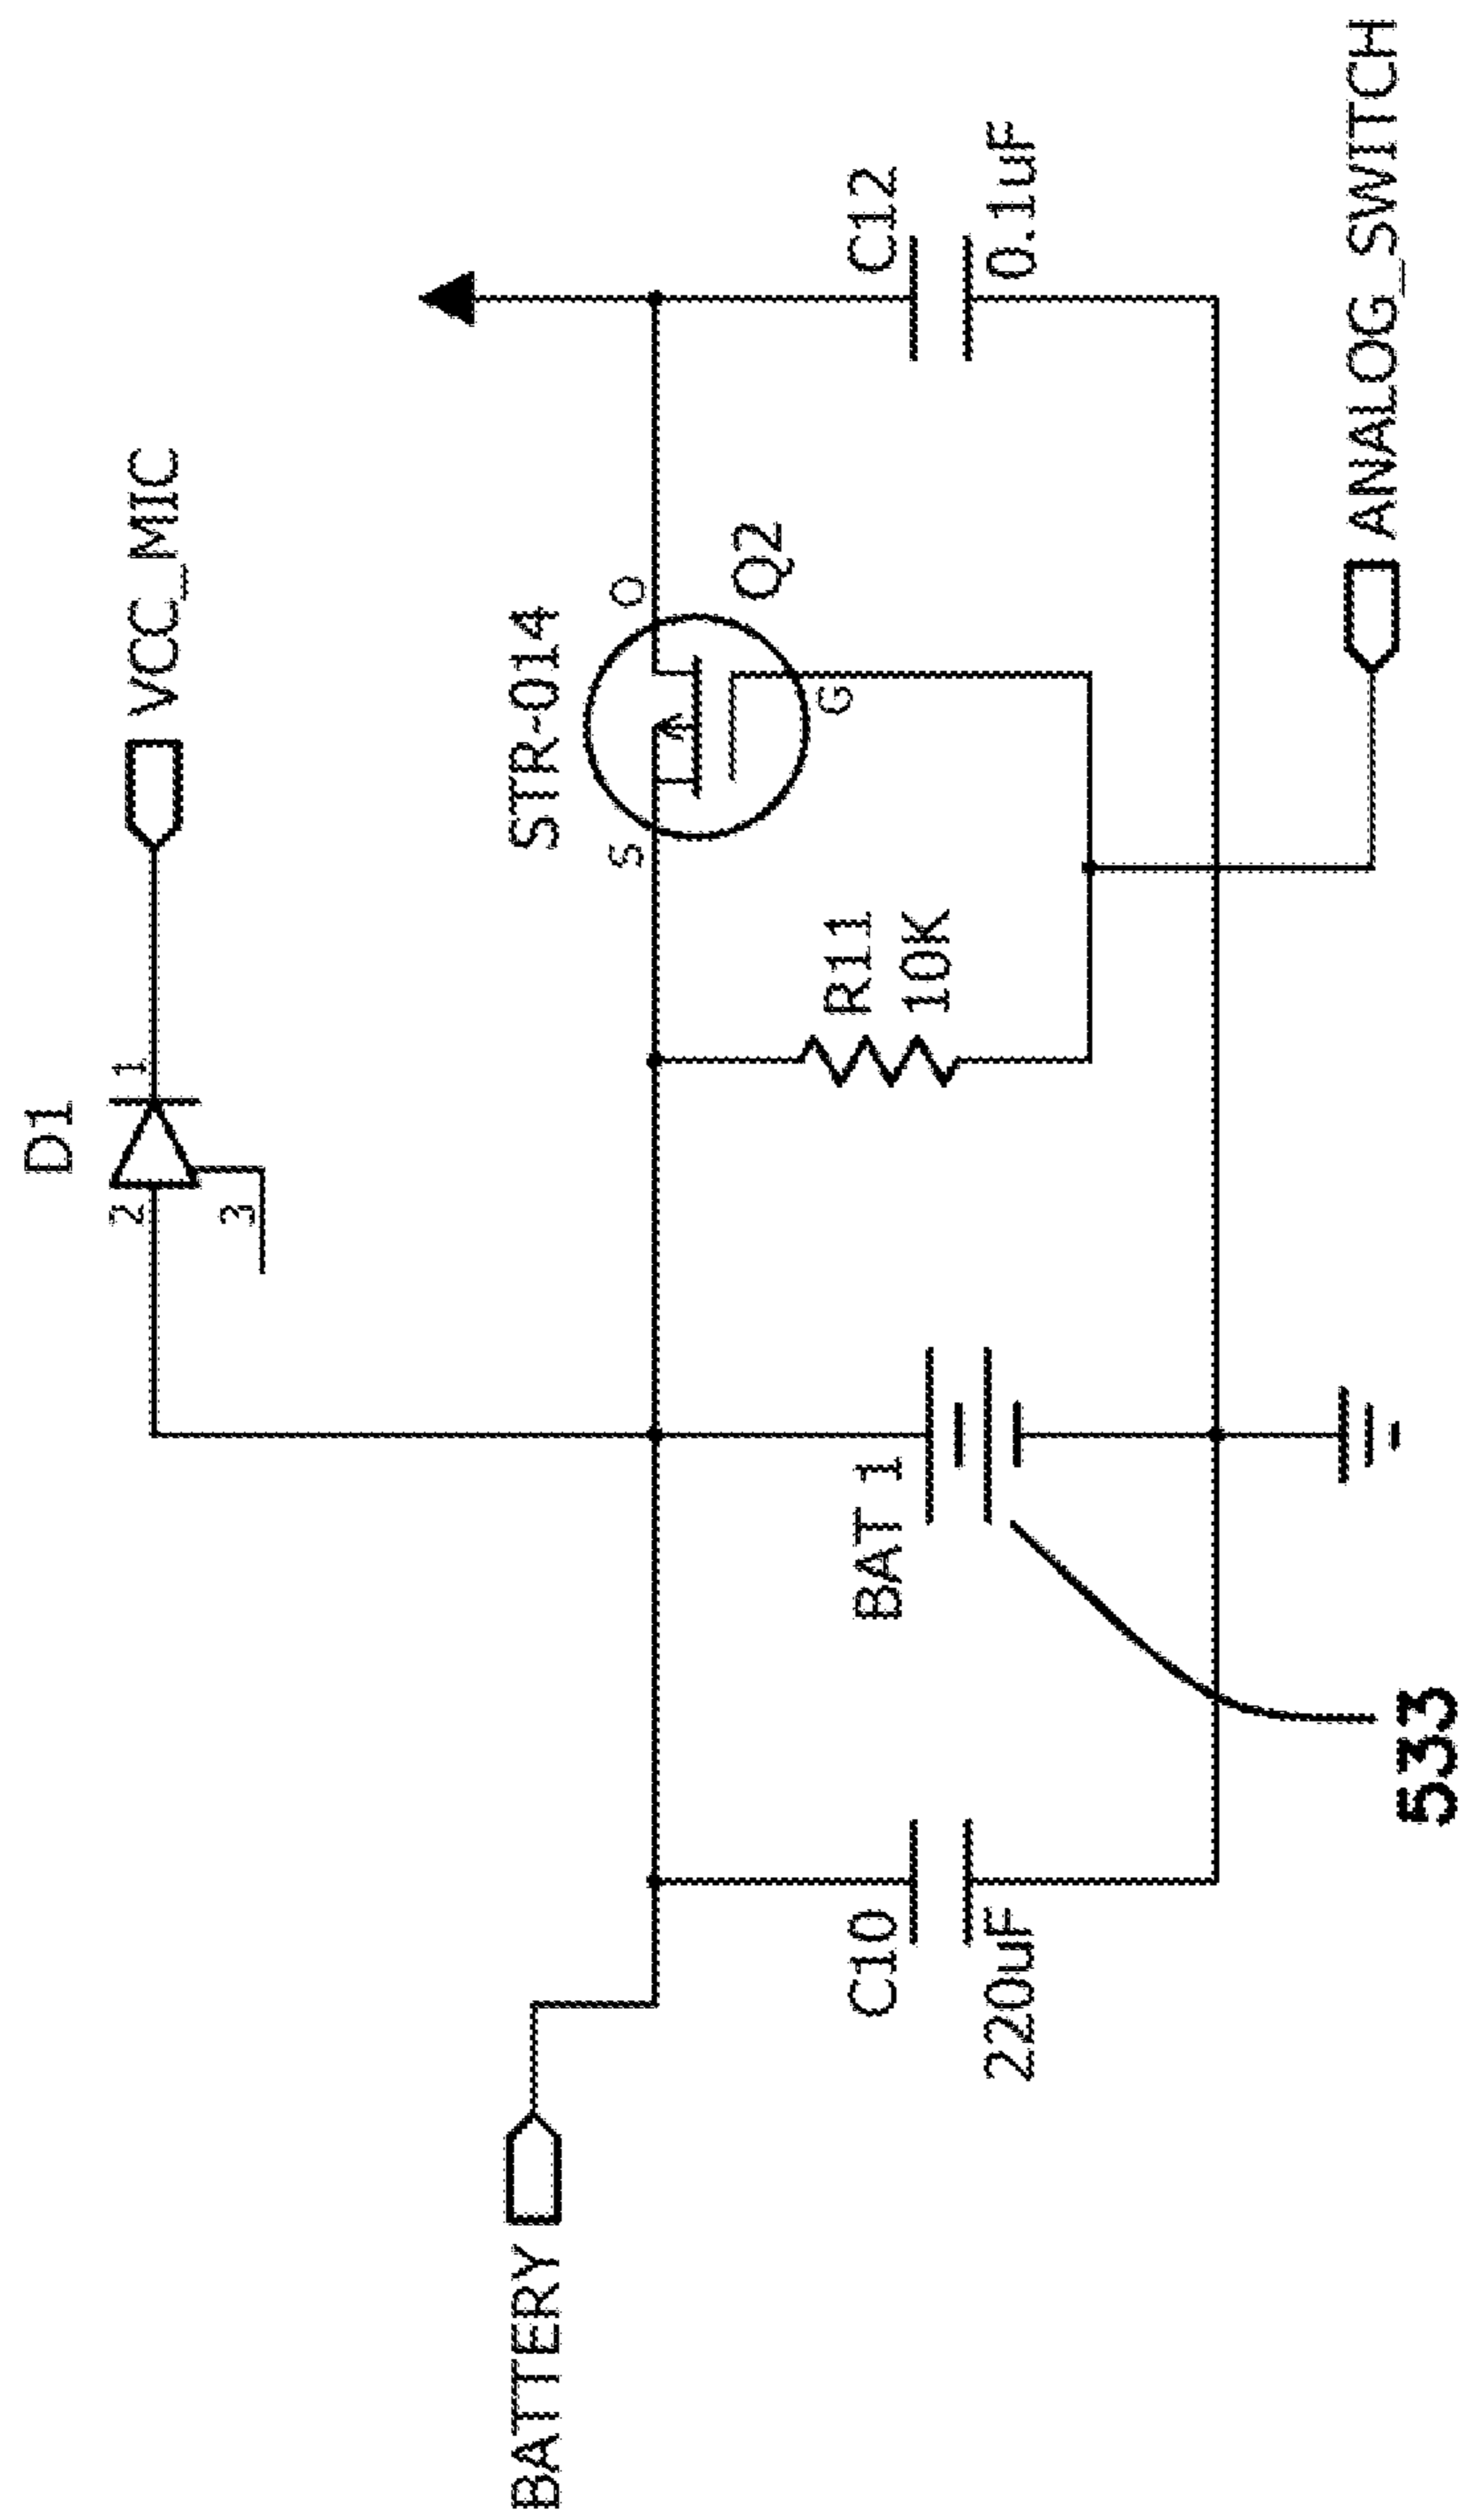 D1
2
1
3
VCC_MIC
BATTERY
STR-014
S
O
Q2
G
R11
10K
C10
220uF
BAT 1
C12
0.1uF
533
ANALOG_SWITCH